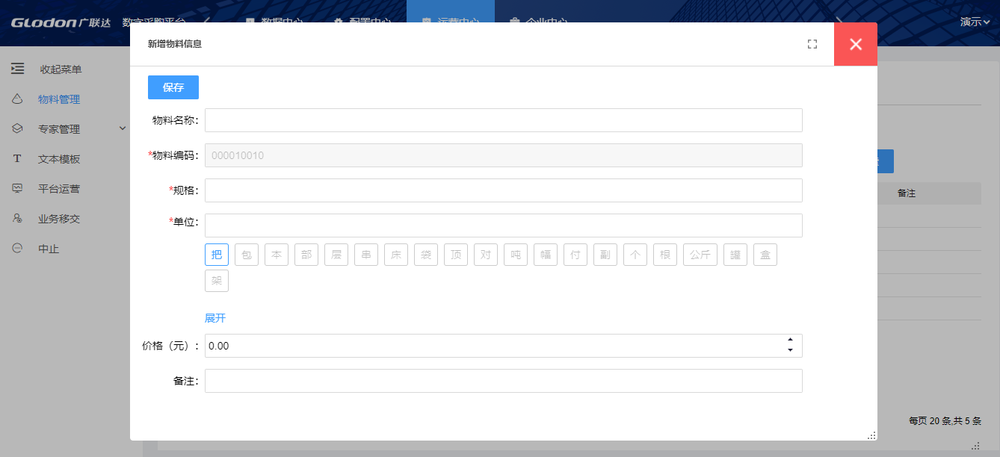 GLodon广联达 数字采购平台 数据中心 配置中心 运营中心 企业中心 演示
新增物料信息
收起菜单
物料管理
专家管理
文本模板
平台运营
业务移交
中止
保存
物料名称：
*物料编码： 000010010
*规格：
*单位：
把 包 本 部 层 串 床 袋 顶 对 吨 幅 付 副 个 根 公斤 罐 盒
架
展开
价格（元）： 0.00
备注：
备注
每页 20 条,共 5 条